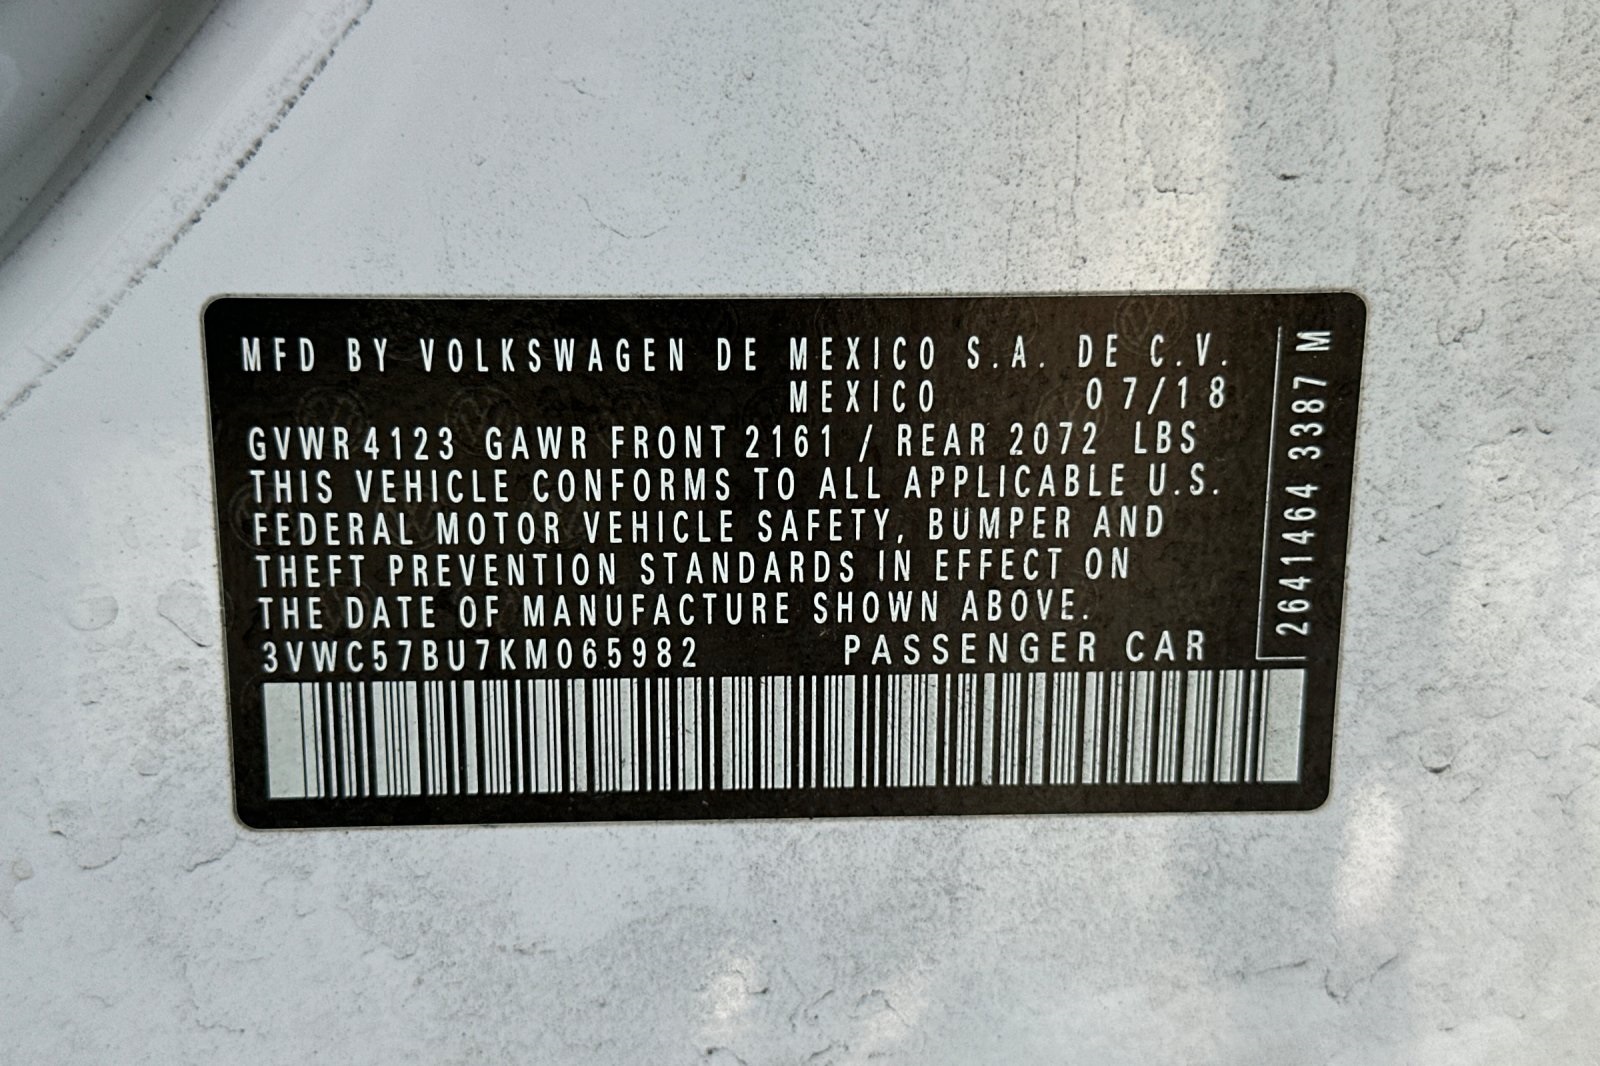 MFD BY VOLKSWAGEN DE MEXICO S.A. DE C.V.
MEXICO 07/18
GVWR 4123 GAWR FRONT 2161 / REAR 2072 LBS
THIS VEHICLE CONFORMS TO ALL APPLICABLE U.S.
FEDERAL MOTOR VEHICLE SAFETY, BUMPER AND
THEFT PREVENTION STANDARDS IN EFFECT ON
THE DATE OF MANUFACTURE SHOWN ABOVE.
3VWC57BU7KM065982 PASSENGER CAR
2641464 3387 M